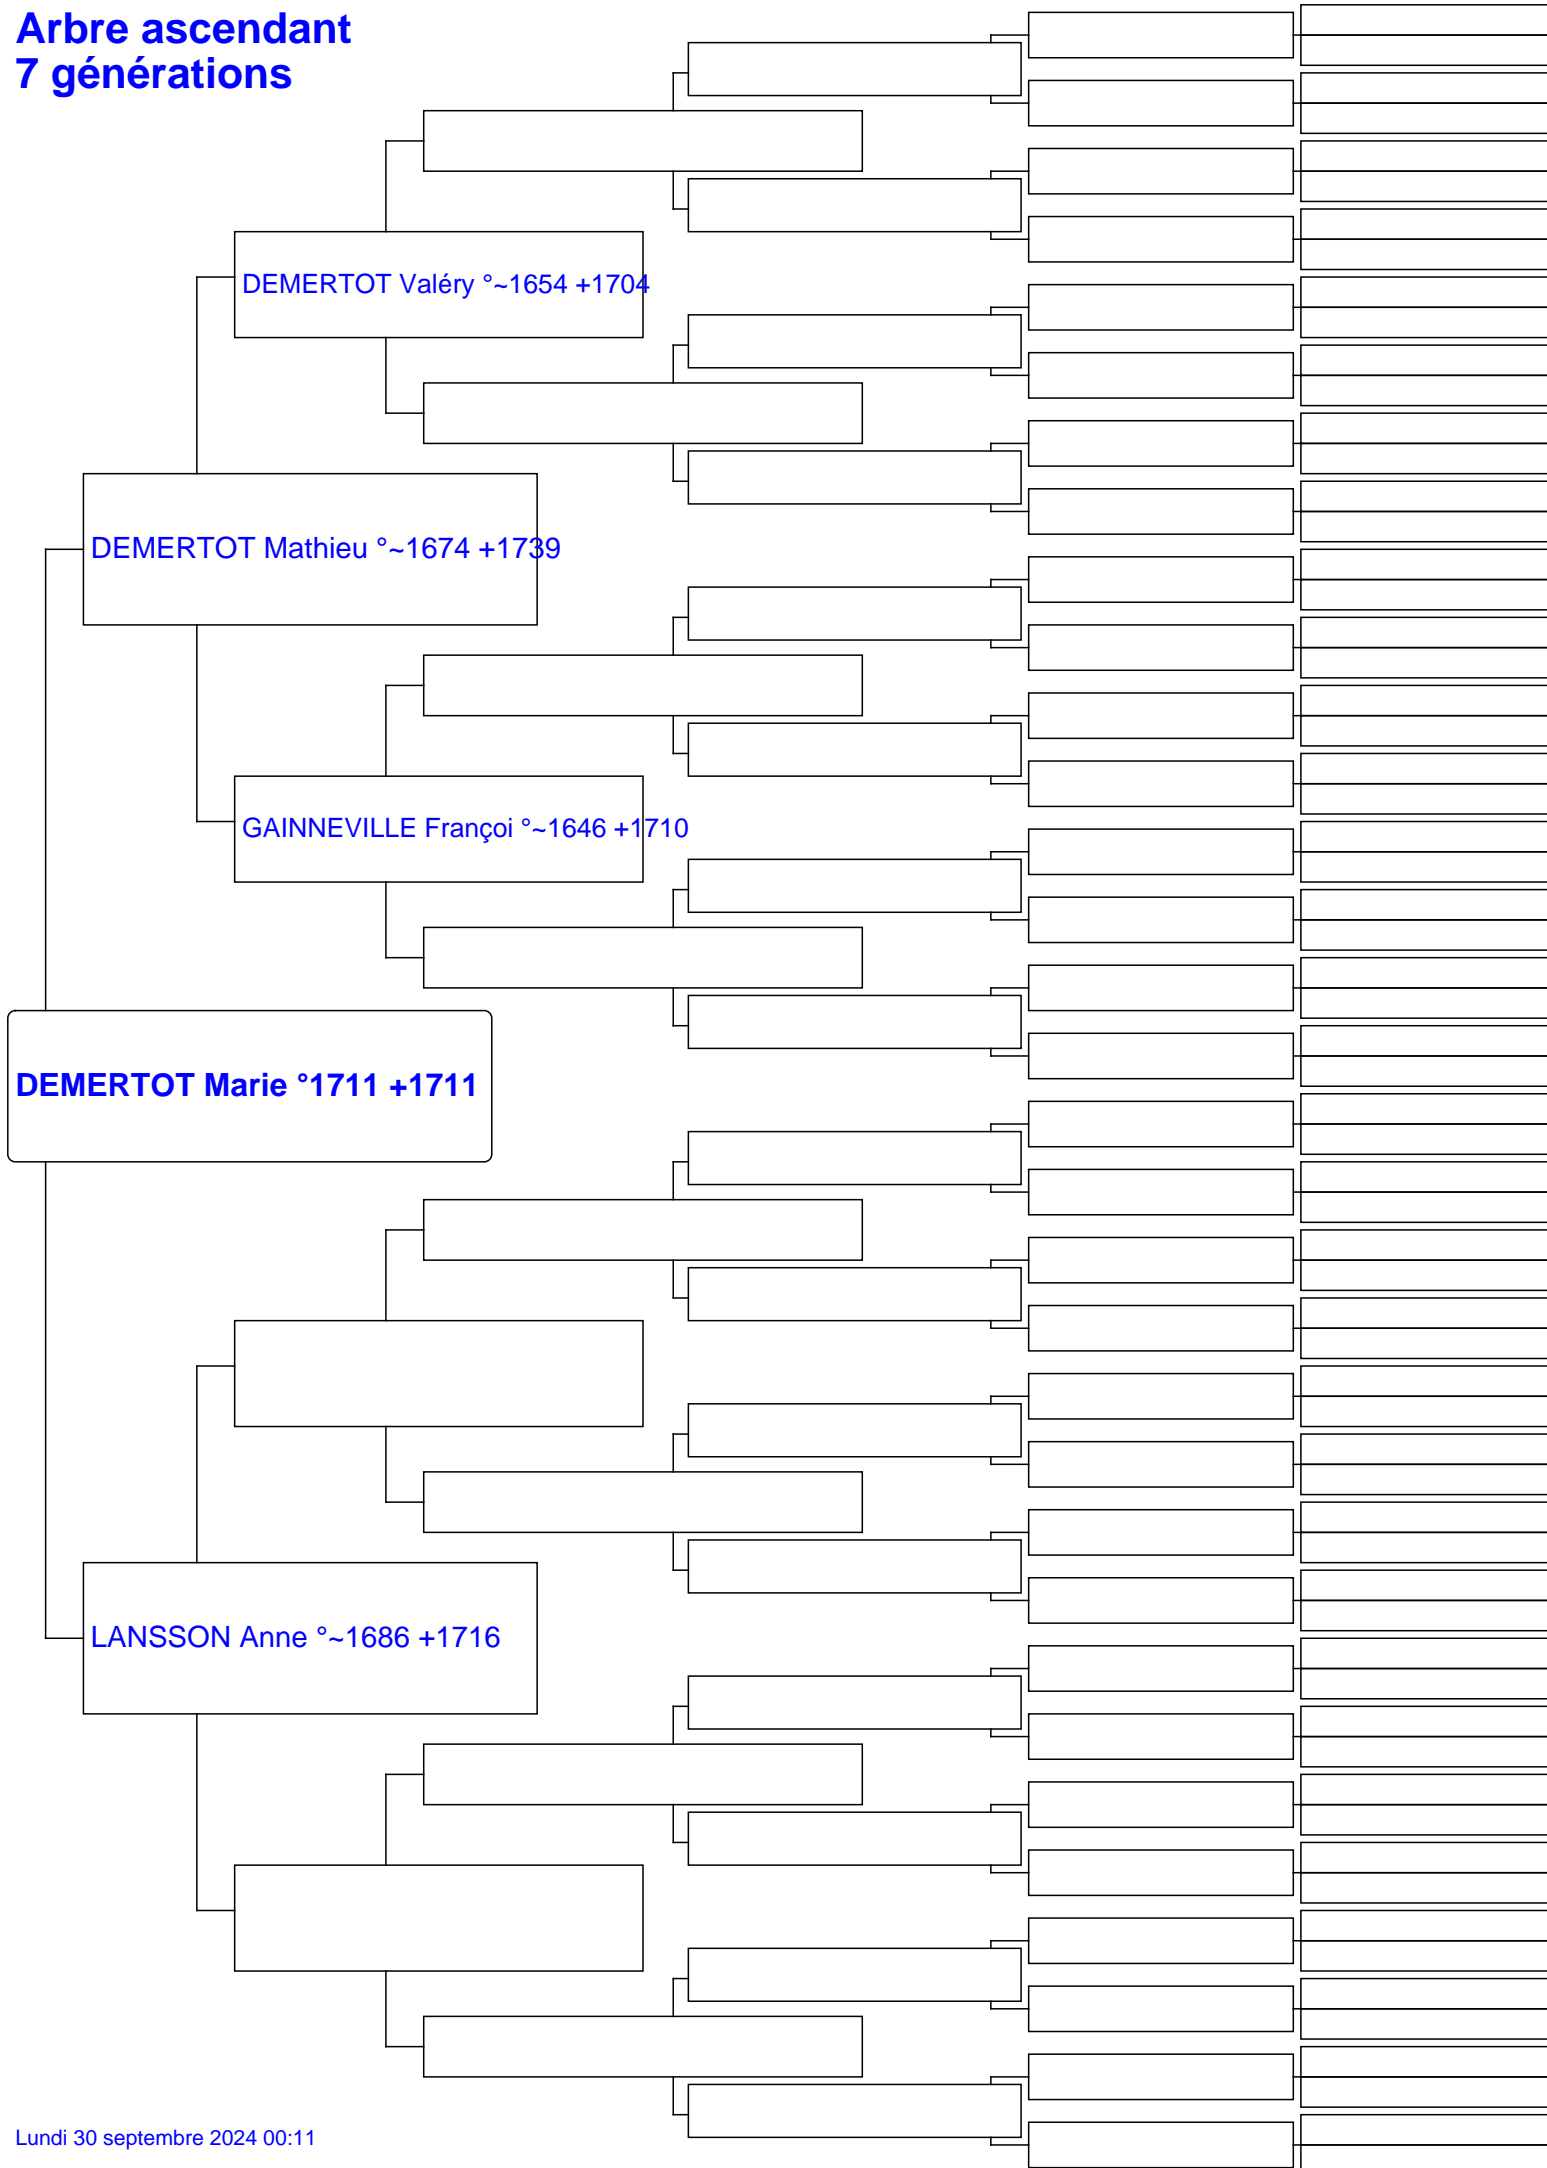 Arbre ascendant
7 générations
DEMERTOT Valéry °~1654 +1704
DEMERTOT Mathieu °~1674 +1739
GAINNEVILLE Françoi °~1646 +1710
DEMERTOT Marie °1711 +1711
LANSSON Anne °~1686 +1716
Lundi 30 septembre 2024 00:11